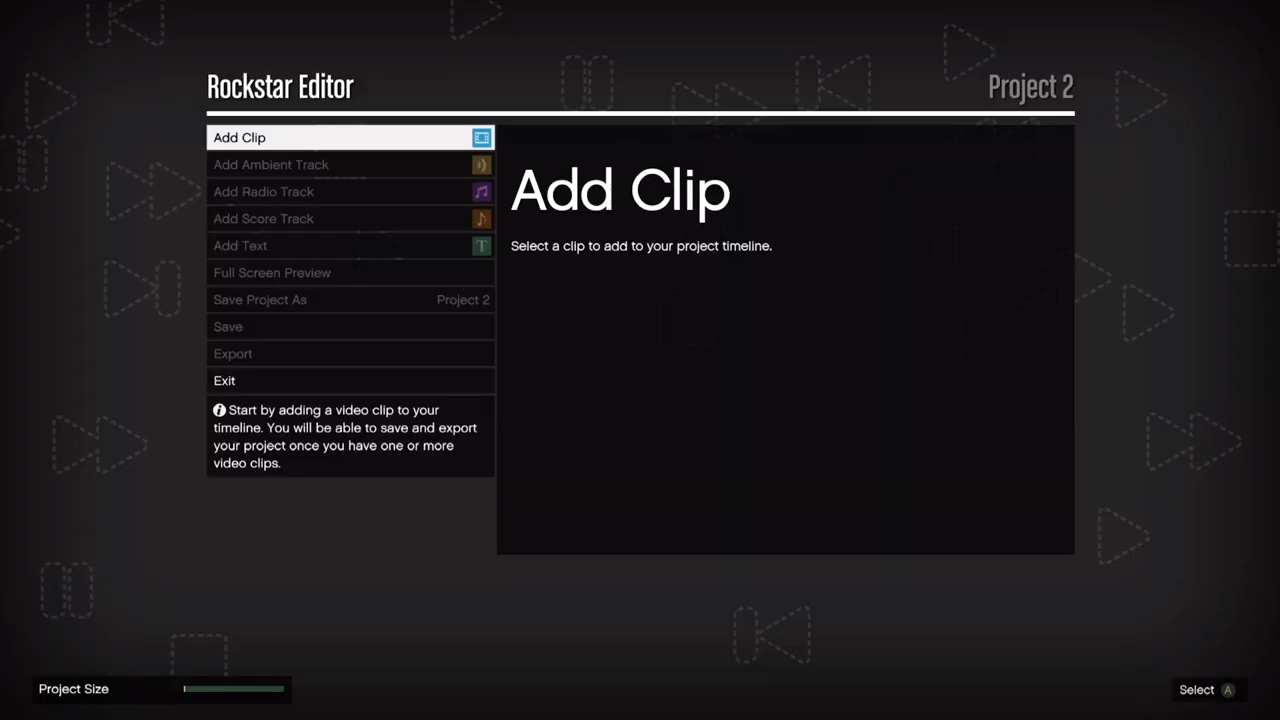 Rockstar Editor
Project 2
Add Clip
Add Ambient Track
Add Radio Track
Add Score Track
Add Text
T
Full Screen Preview
Save Project As
Project 2
Save
Export
Exit
Start by adding a video clip to your
timeline. You will be able to save and export
your project once you have one or more
video clips.
Add Clip
Select a clip to add to your project timeline.
Project Size
Select A